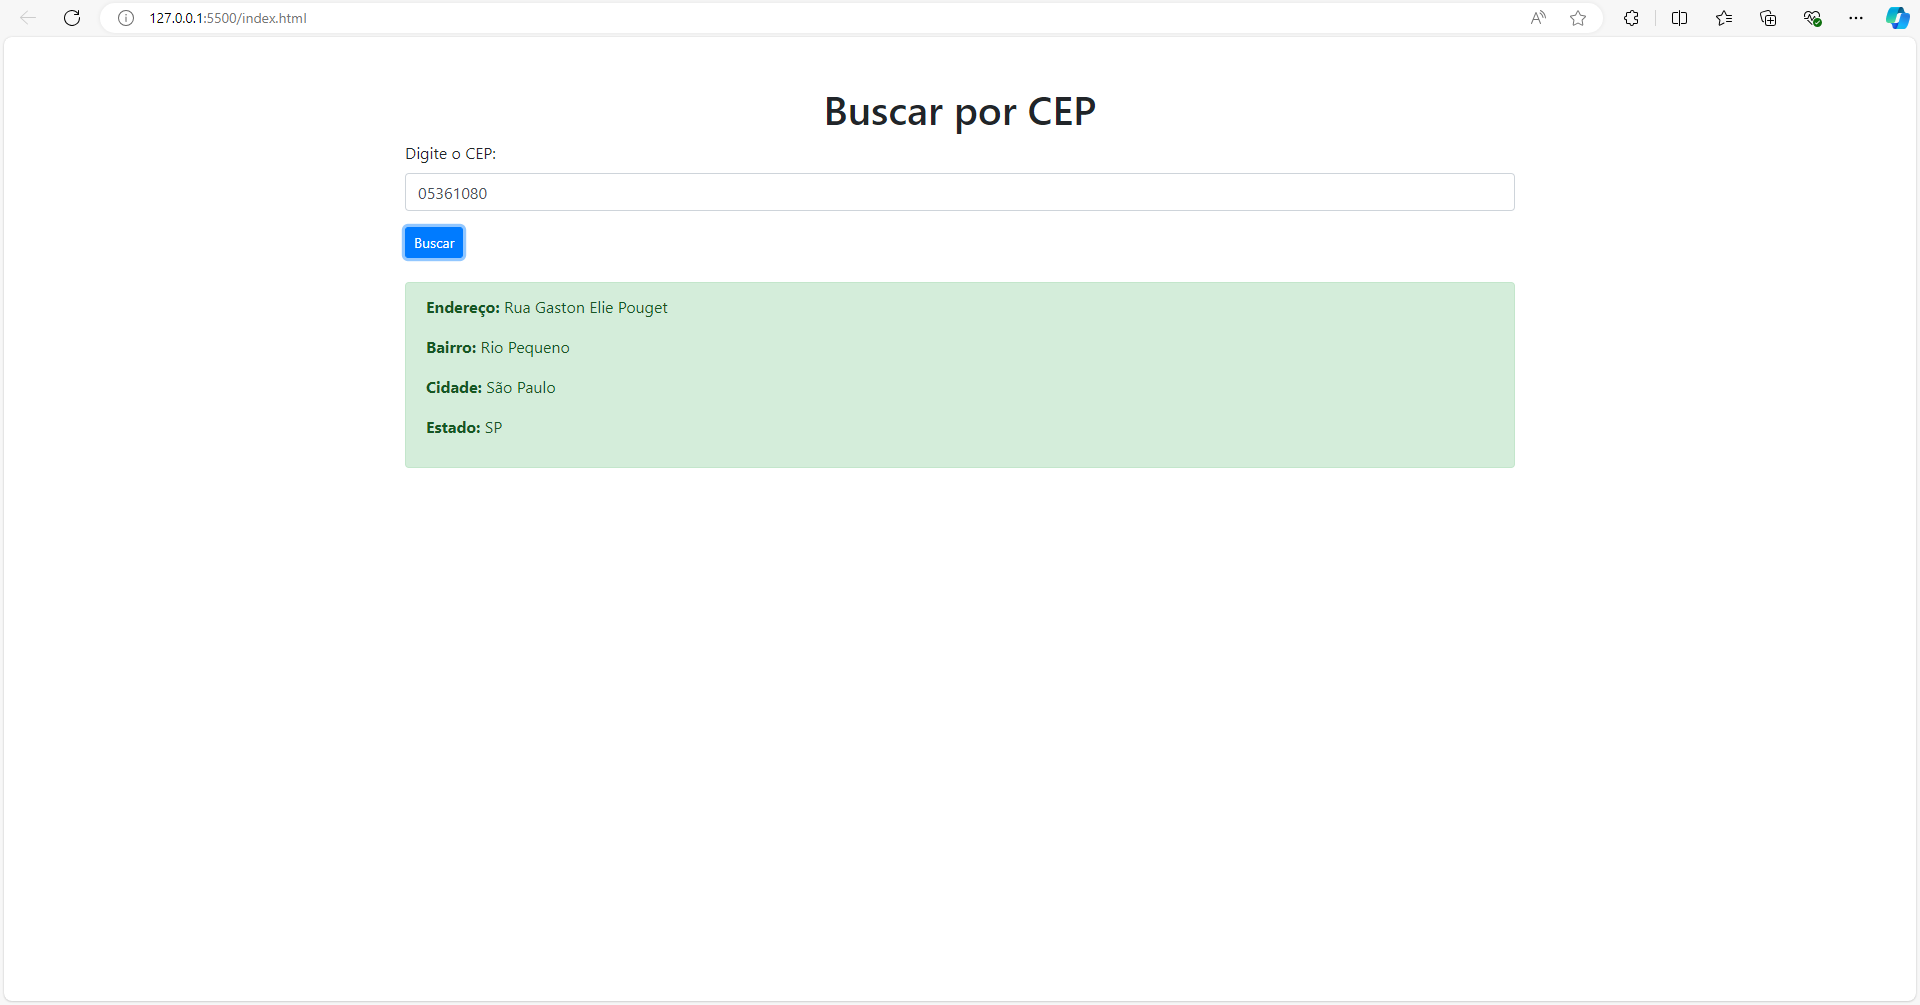 127.0.0.1:5500/index.html
Buscar por CEP
Digite o CEP:
05361080
Buscar
Endereço: Rua Gaston Elie Pouget
Bairro: Rio Pequeno
Cidade: São Paulo
Estado: SP